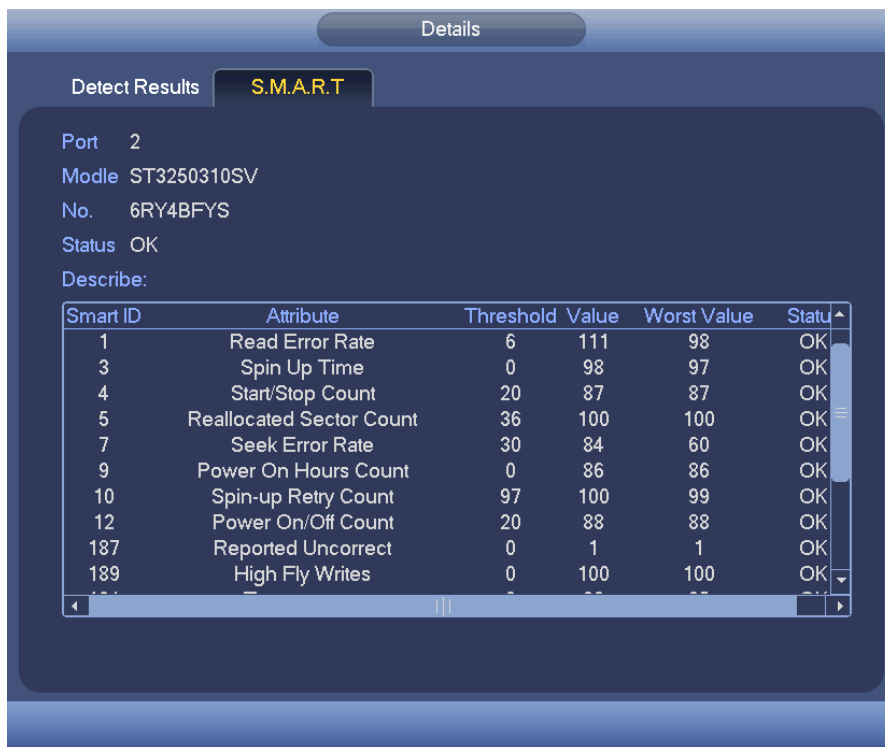 Details
Detect Results S.M.A.R.T
Port 2
Modle ST3250310SV
No. 6RY4BFYS
Status OK
Describe:
Smart ID Attribute Threshold Value Worst Value Statu
1 Read Error Rate 6 111 98 OK
3 Spin Up Time 0 98 97 OK
4 Start/Stop Count 20 87 87 OK
5 Reallocated Sector Count 36 100 100 OK
7 Seek Error Rate 30 84 60 OK
9 Power On Hours Count 0 86 86 OK
10 Spin-up Retry Count 97 100 99 OK
12 Power On/Off Count 20 88 88 OK
187 Reported Uncorrect 0 1 1 OK
189 High Fly Writes 0 100 100 OK